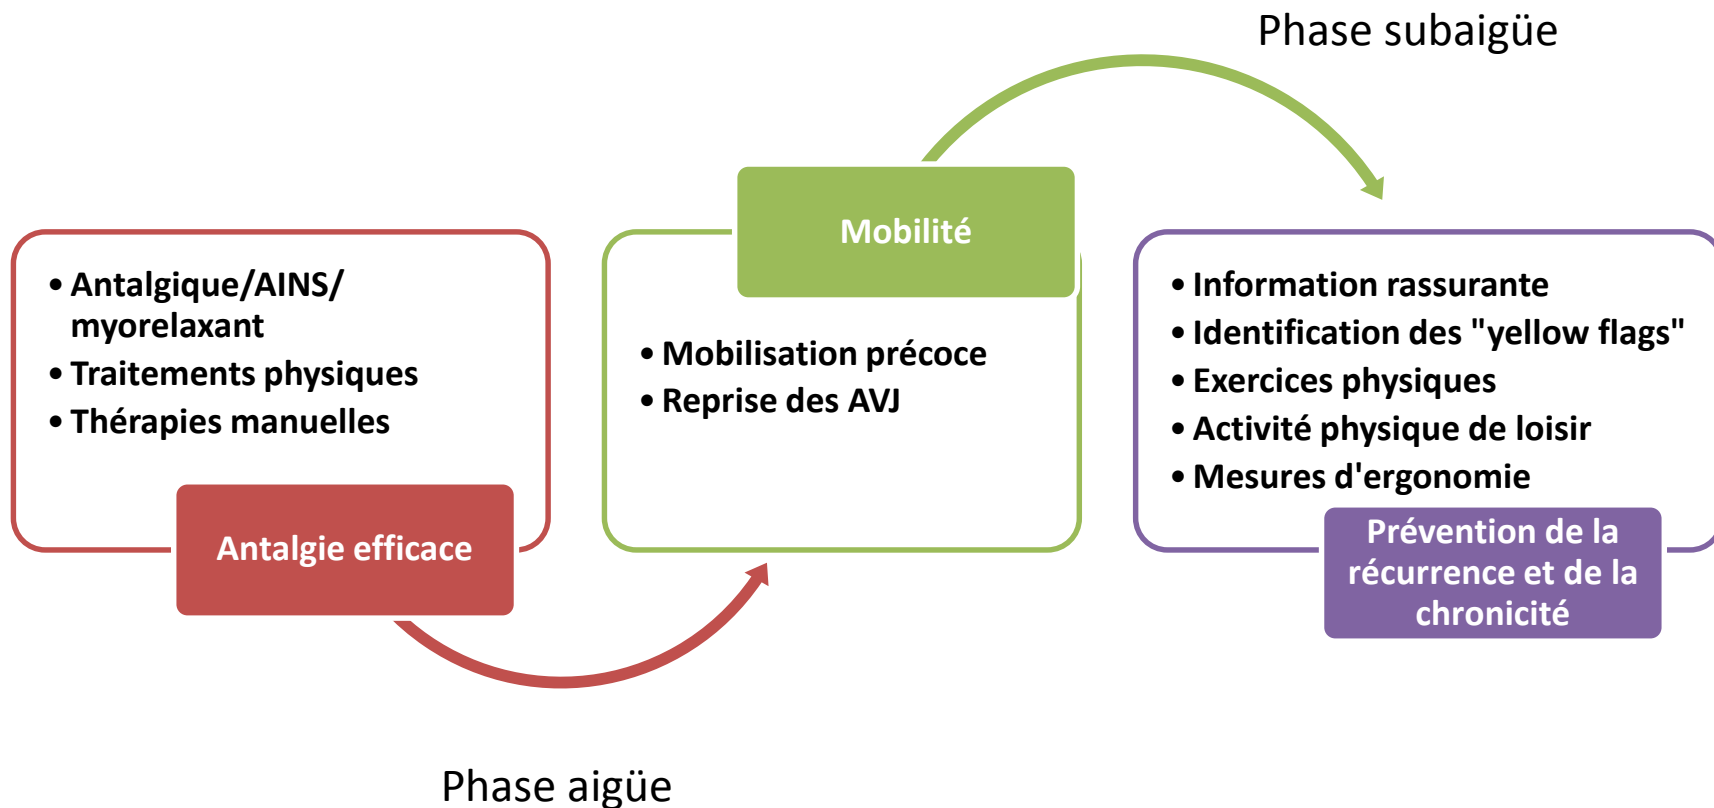 Phase subaigüe
• Antalgique/AINS/
myorelaxant
• Traitements physiques
• Thérapies manuelles
Antalgie efficace
Mobilité
• Mobilisation précoce
• Reprise des AVJ
• Information rassurante
• Identification des "yellow flags"
• Exercices physiques
• Activité physique de loisir
• Mesures d'ergonomie
Prévention de la
récurrence et de la
chronicité
Phase aigüe